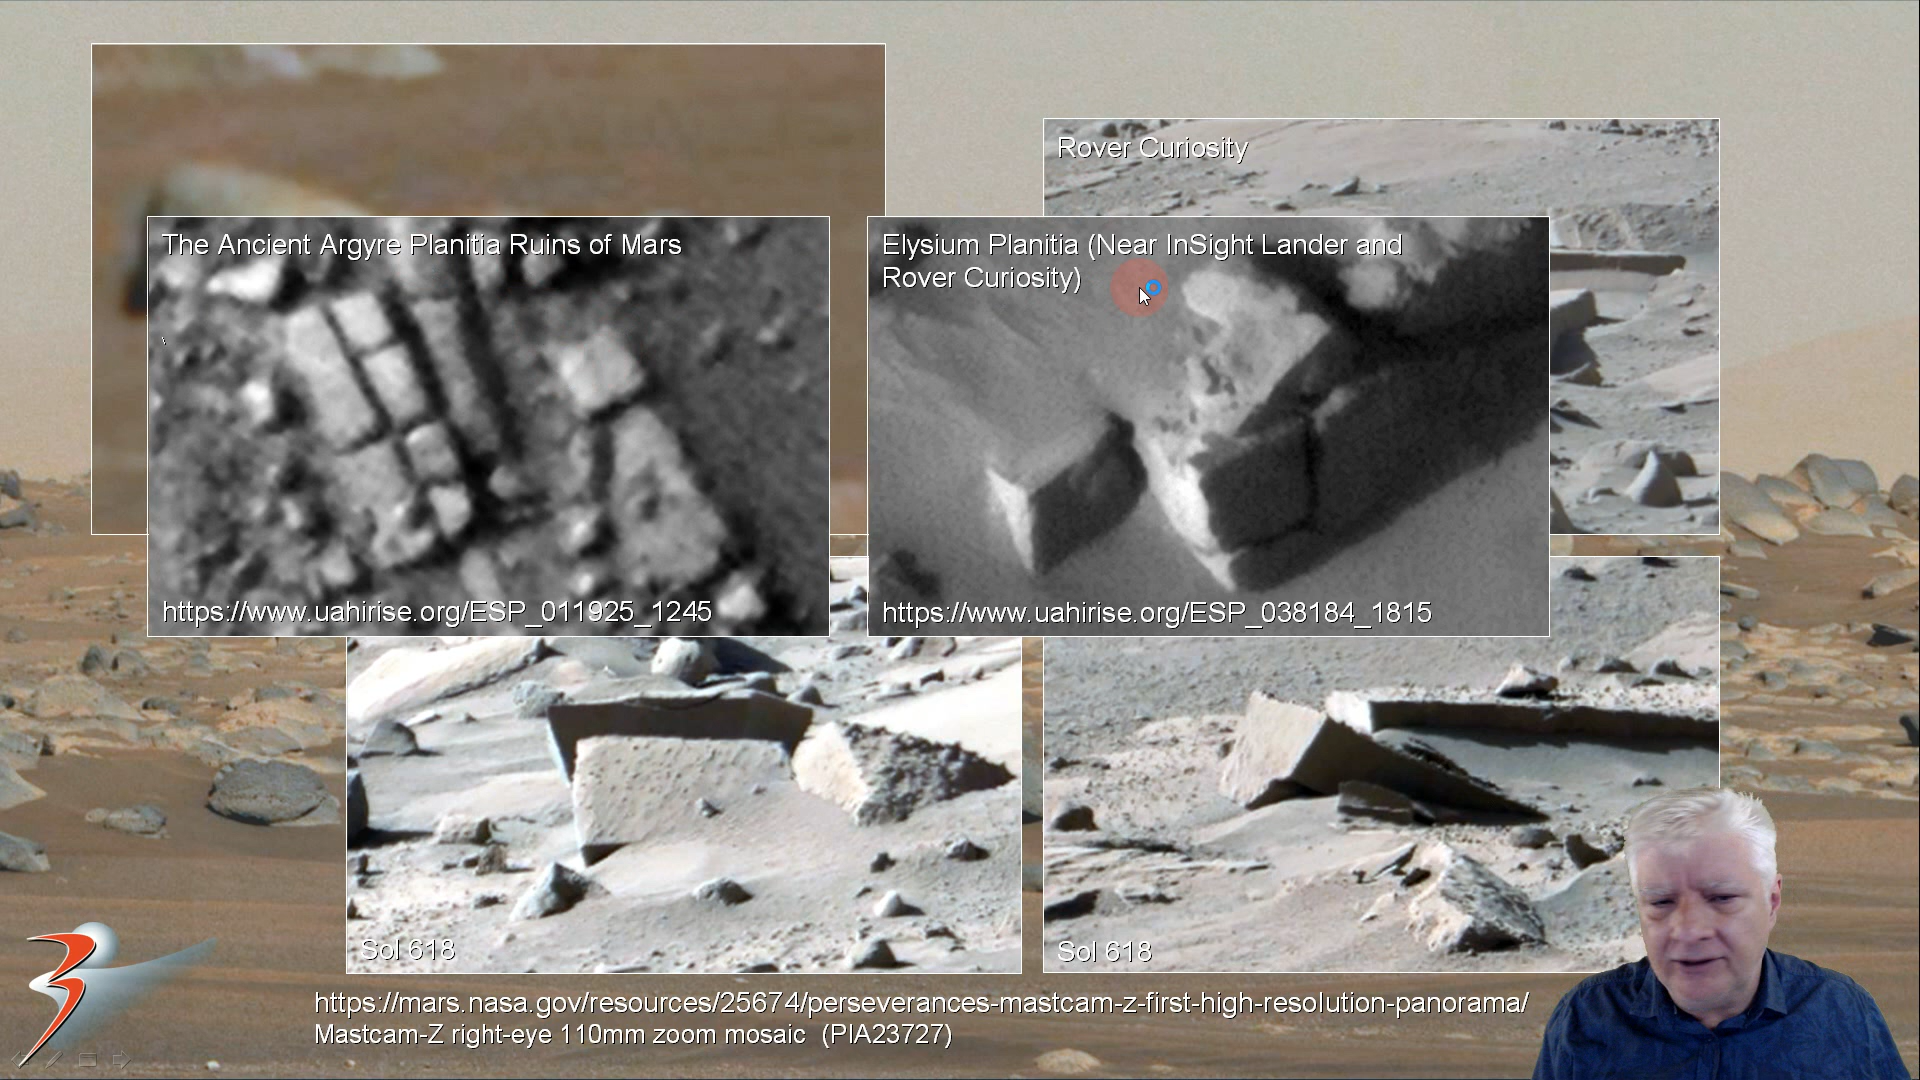 Rover Curiosity
The Ancient Argyre Planitia Ruins of Mars
Elysium Planitia (Near InSight Lander and
Rover Curiosity)
https://www.uahirise.org/ESP_011925_1245
https://www.uahirise.org/ESP_038184_1815
Sol 618
Sol 618
https://mars.nasa.gov/resources/25674/perseverances-mastcam-z-first-high-resolution-panorama/
Mastcam-Z right-eye 110mm zoom mosaic (PIA23727)